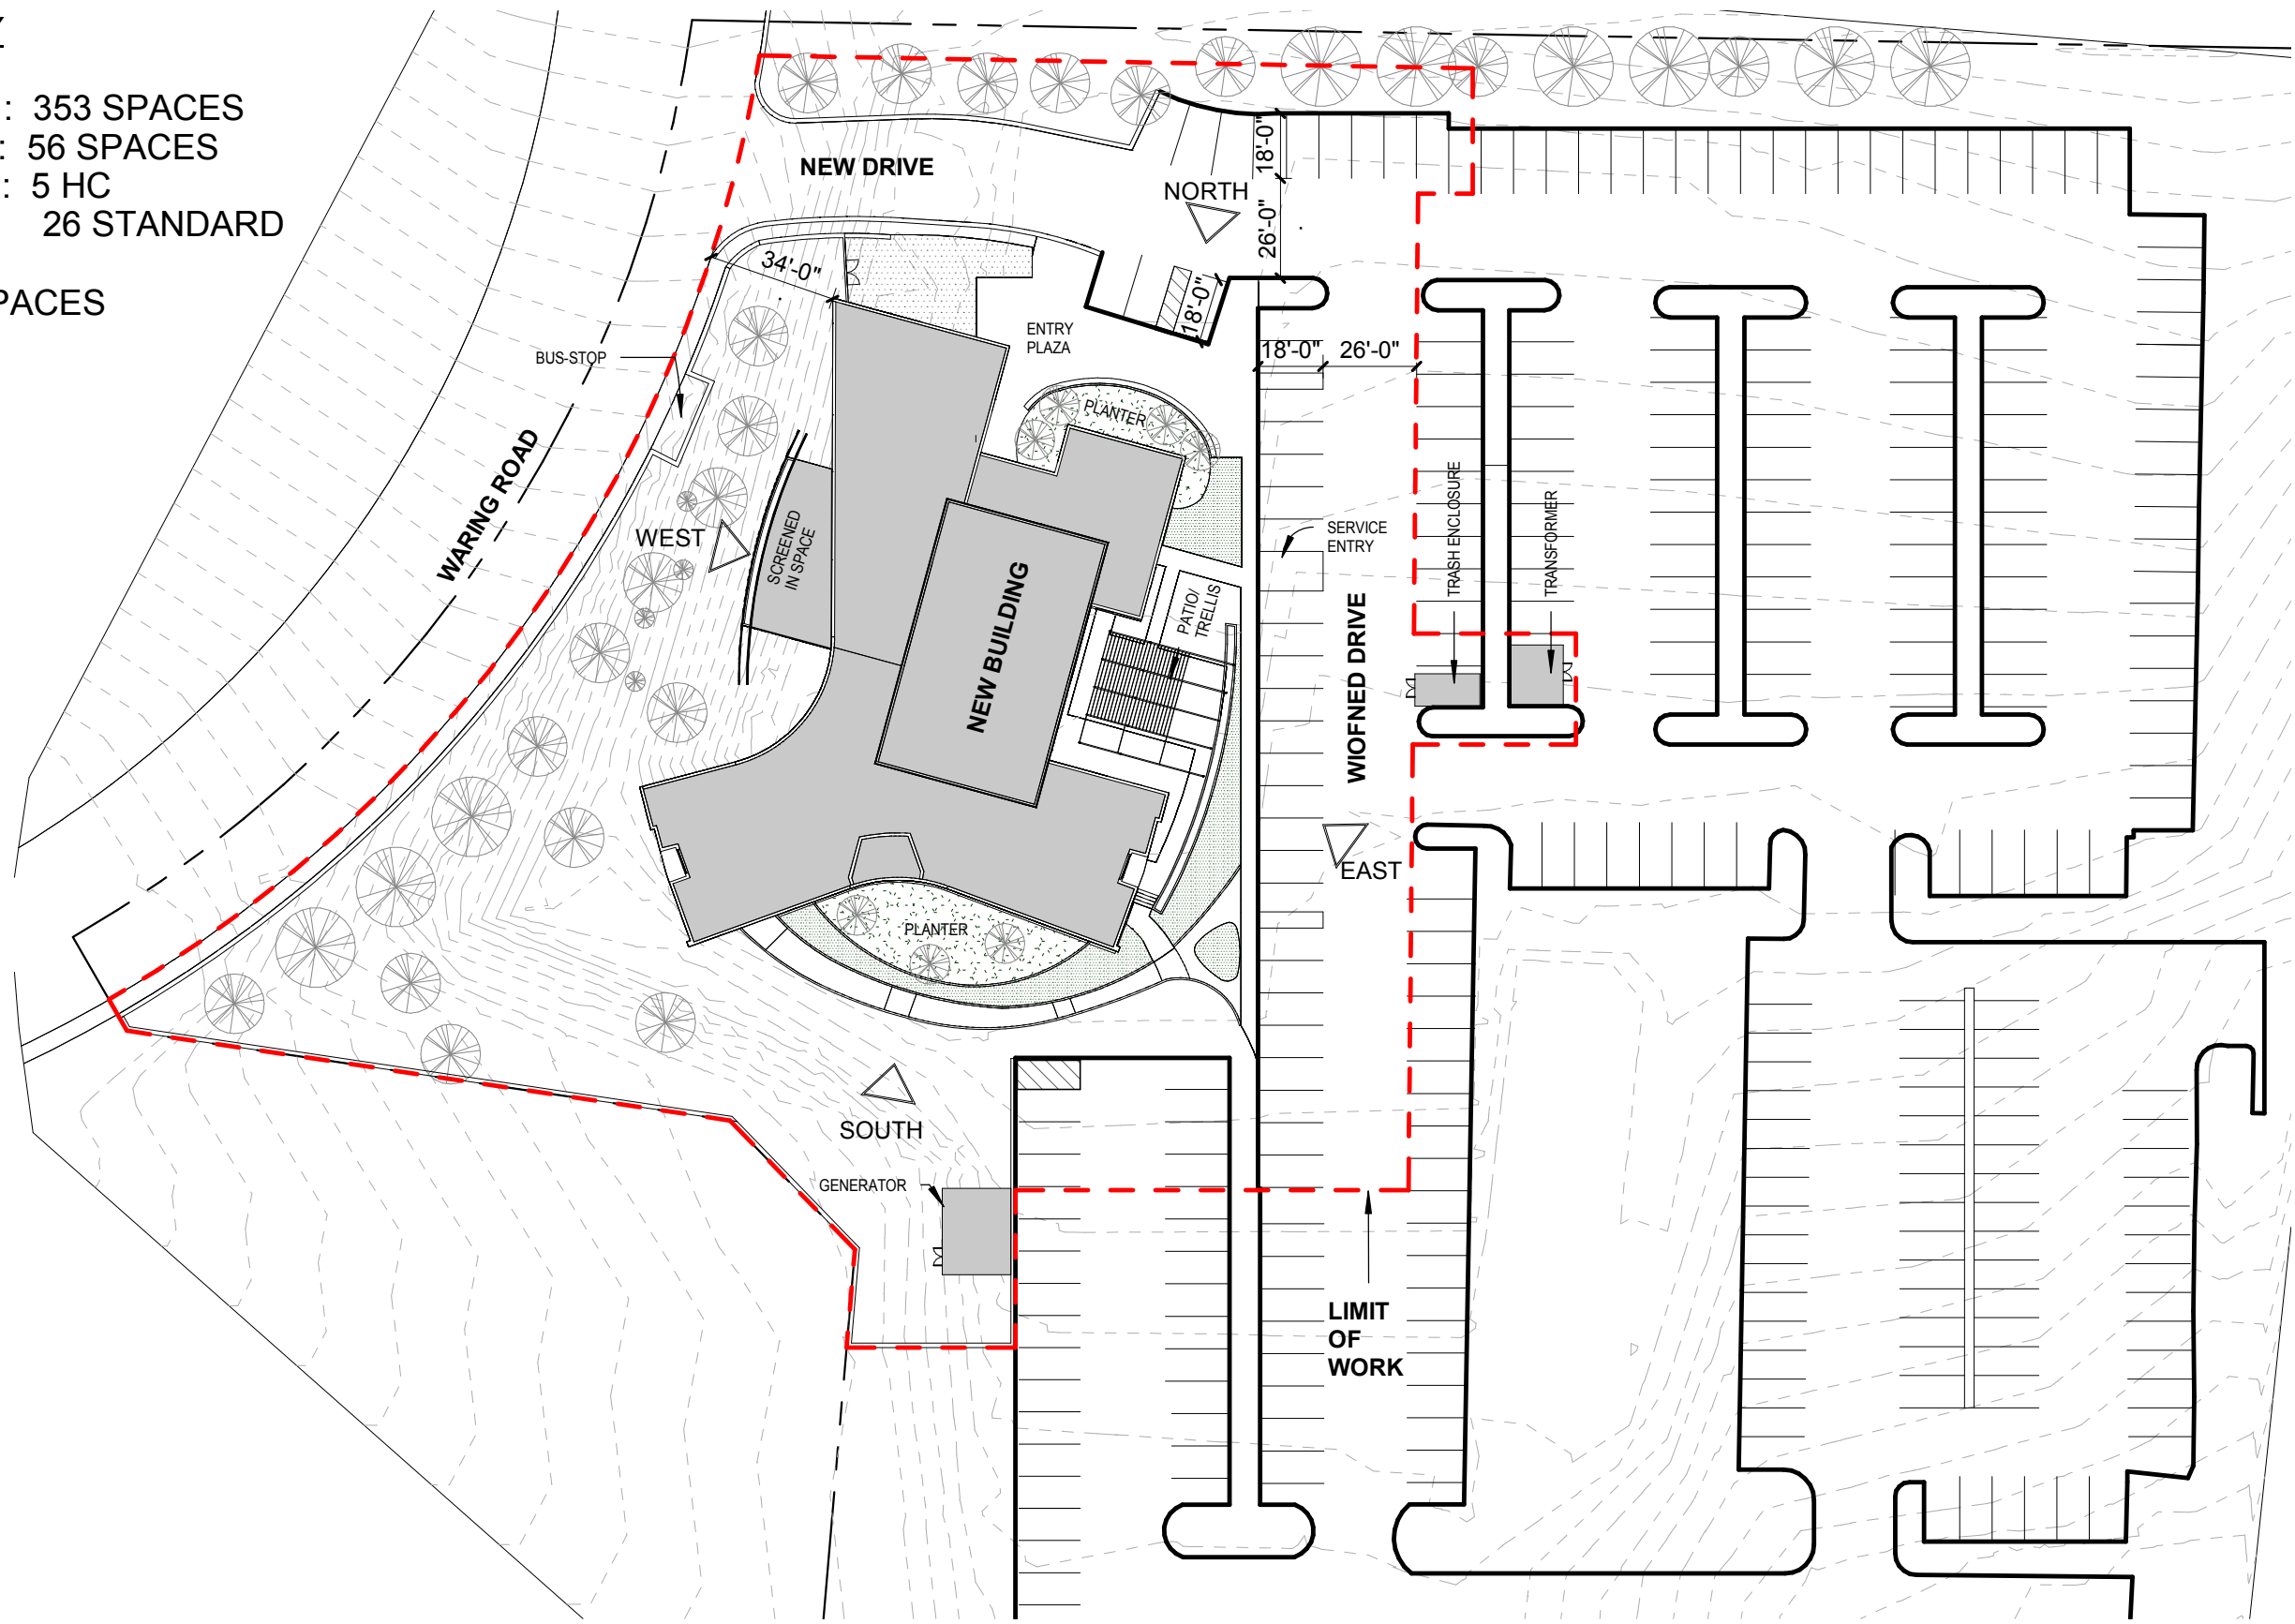 : 353 SPACES
: 56 SPACES
: 5 HC
26 STANDARD
PACES
NEW DRIVE
NORTH
18'-0"
26'-0"
34'-0"
18'-0"
ENTRY
PLAZA
18'-0"
26'-0"
BUS-STOP
PLANTER
WARING ROAD
WEST
SCREENED
IN SPACE
SERVICE
ENTRY
TRASH ENCLOSURE
TRANSFORMER
NEW BUILDING
PATIO/
TRELLIS
WIOFNED DRIVE
EAST
PLANTER
SOUTH
GENERATOR
LIMIT
OF
WORK